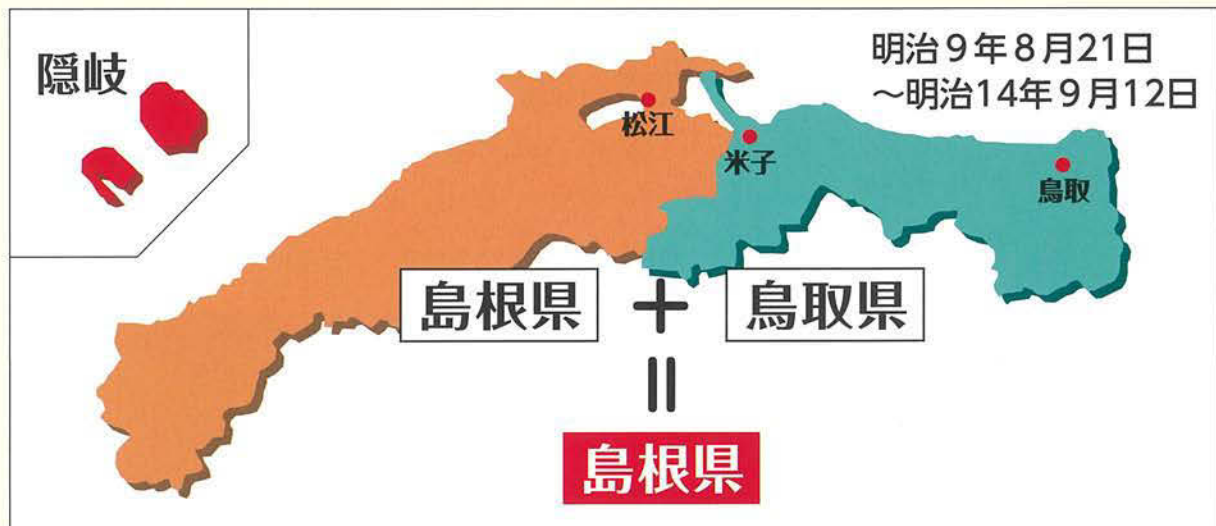 隠岐
明治9年8月21日
～明治14年9月12日
松江
米子
鳥取
島根県
＋
鳥取県
＝
島根県